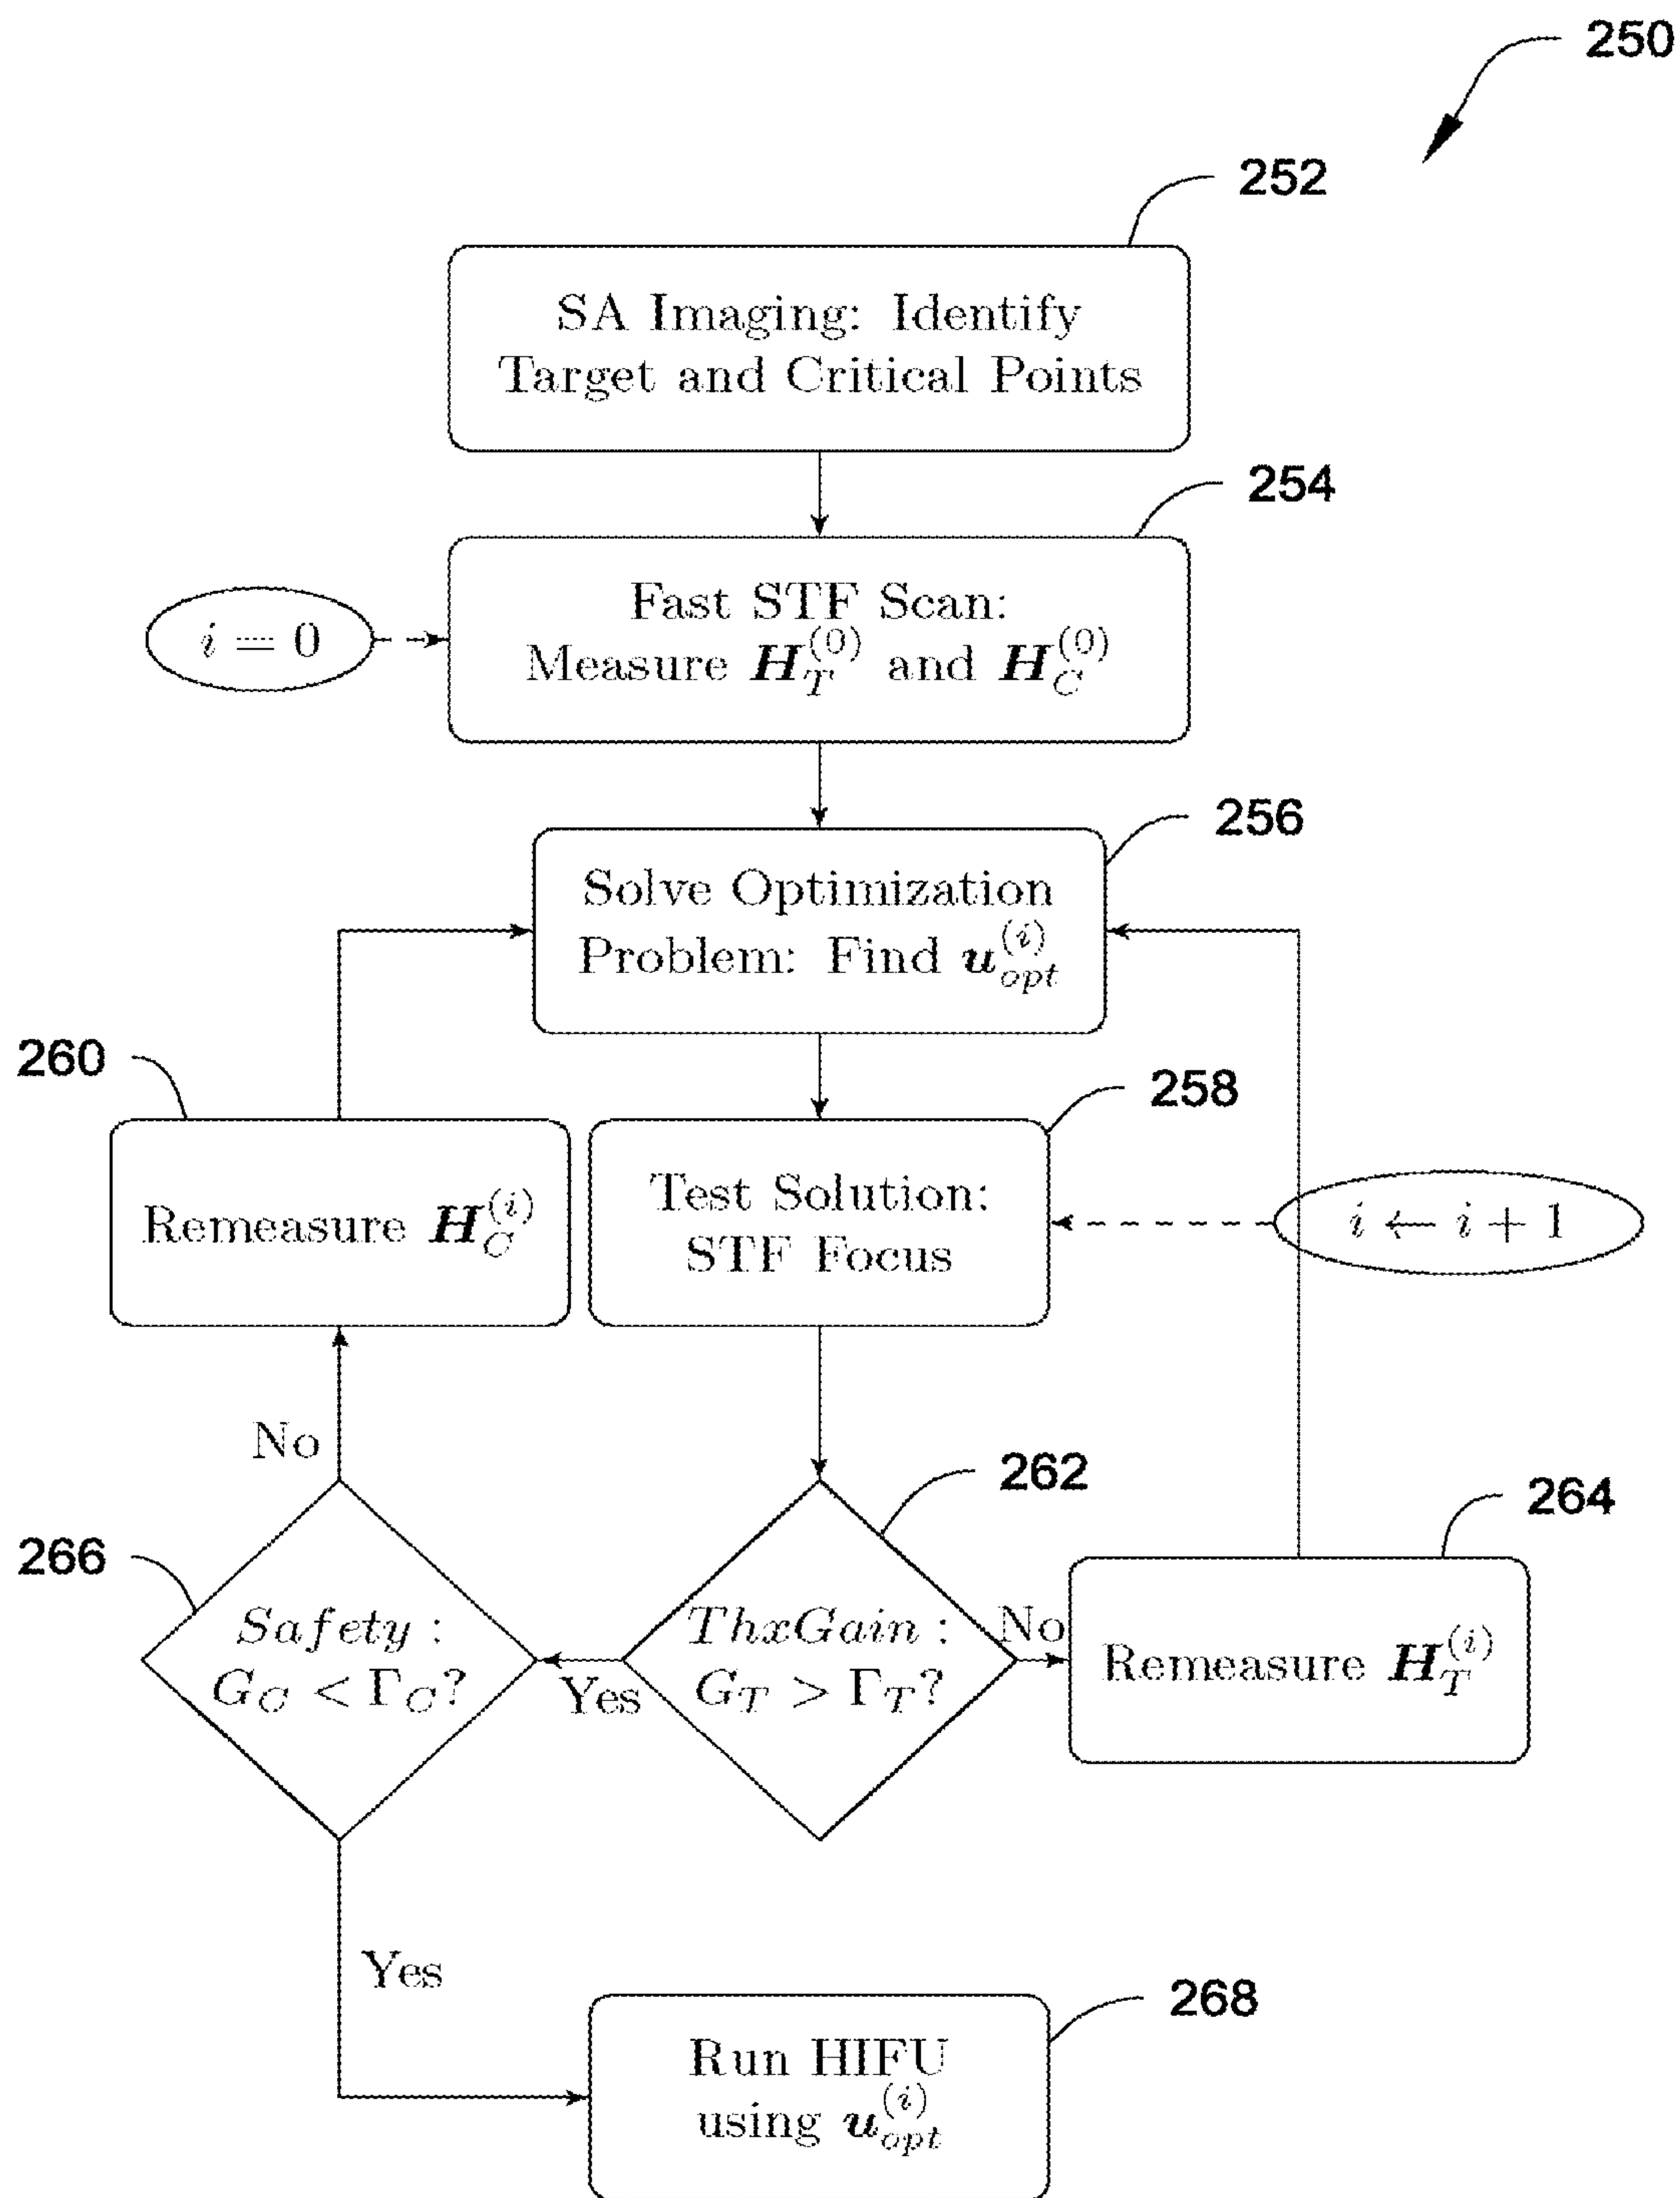 250
252
SA Imaging: Identify
Target and Critical Points
254
Fast STF Scan:
Measure H_T^(0) and H_C^(0)
i = 0
256
Solve Optimization
Problem: Find u_opt^(i)
260
258
Remeasure H_C^(i)
Test Solution:
STF Focus
i ← i + 1
No
262
264
266
Safety :
G_C < Γ_C?
Yes
ThxGain :
G_T > Γ_T?
No
Remeasure H_T^(i)
Yes
268
Run HIFU
using u_opt^(i)